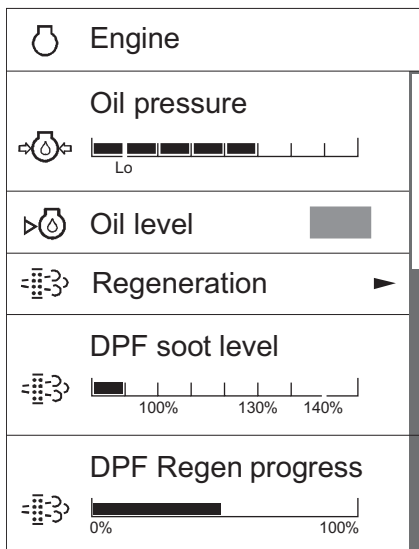 Engine
Oil pressure
Lo
Oil level
Regeneration
DPF soot level
100% 130% 140%
DPF Regen progress
0% 100%